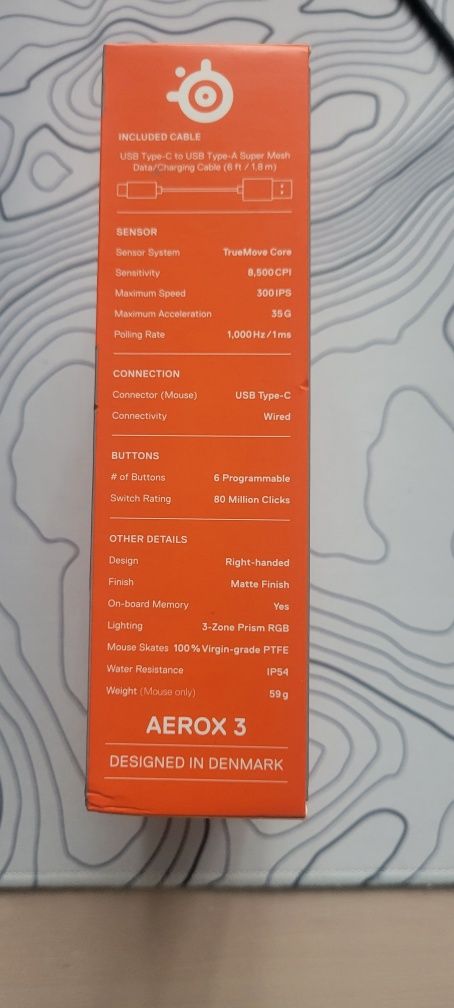 INCLUDED CABLE
USB Type-C to USB Type-A Super Mesh
Data/Charging Cable (6 ft / 1.8 m)
SENSOR
Sensor System TrueMove Core
Sensitivity 8,500 CPI
Maximum Speed 300 IPS
Maximum Acceleration 35 G
Polling Rate 1,000 Hz / 1 ms
CONNECTION
Connector (Mouse) USB Type-C
Connectivity Wired
BUTTONS
# of Buttons 6 Programmable
Switch Rating 80 Million Clicks
OTHER DETAILS
Design Right-handed
Finish Matte Finish
On-board Memory Yes
Lighting 3-Zone Prism RGB
Mouse Skates 100% Virgin-grade PTFE
Water Resistance IP54
Weight (Mouse only) 59 g
AEROX 3
DESIGNED IN DENMARK